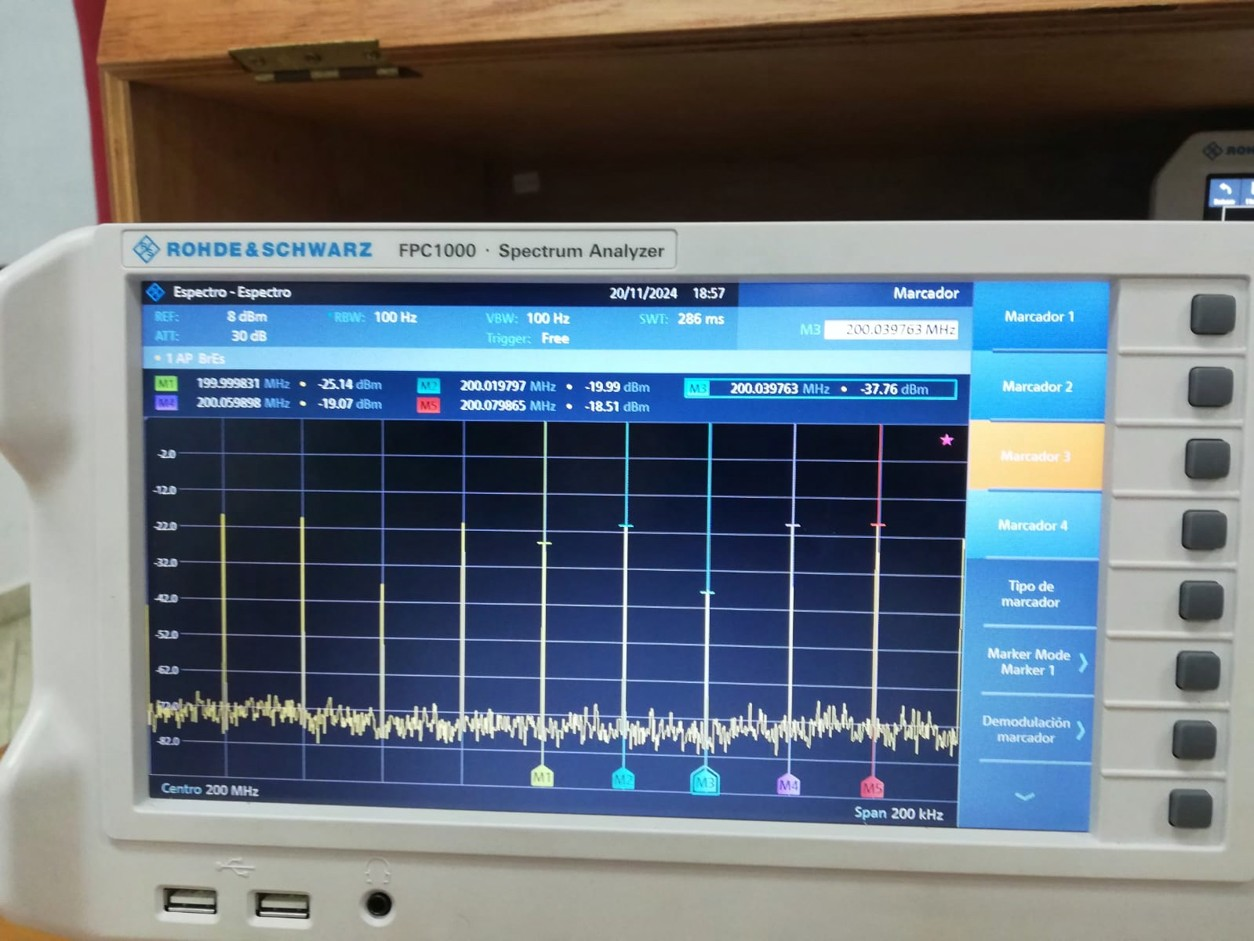 ROHDE&SCHWARZ FPC1000 · Spectrum Analyzer
Espectro - Espectro 20/11/2024 18:57 Marcador
REF: 8 dBm RBW: 100 Hz VBW: 100 Hz SWT: 286 ms
ATT: 30 dB Trigger: Free M3 200.039763 MHz
• 1 AP BrEs
M1 199.999831 MHz • -25.14 dBm M2 200.019797 MHz • -19.99 dBm M3 200.039763 MHz • -37.76 dBm
M4 200.059898 MHz • -19.07 dBm M5 200.079865 MHz • -18.51 dBm
-2.0
-12.0
-22.0
-32.0
-42.0
-52.0
-62.0
-82.0
M1 M2 M3 M4 M5
Centro 200 MHz Span 200 kHz
Marcador 1
Marcador 2
Marcador 3
Marcador 4
Tipo de
marcador
Marker Mode
Marker 1
Demodulación
marcador